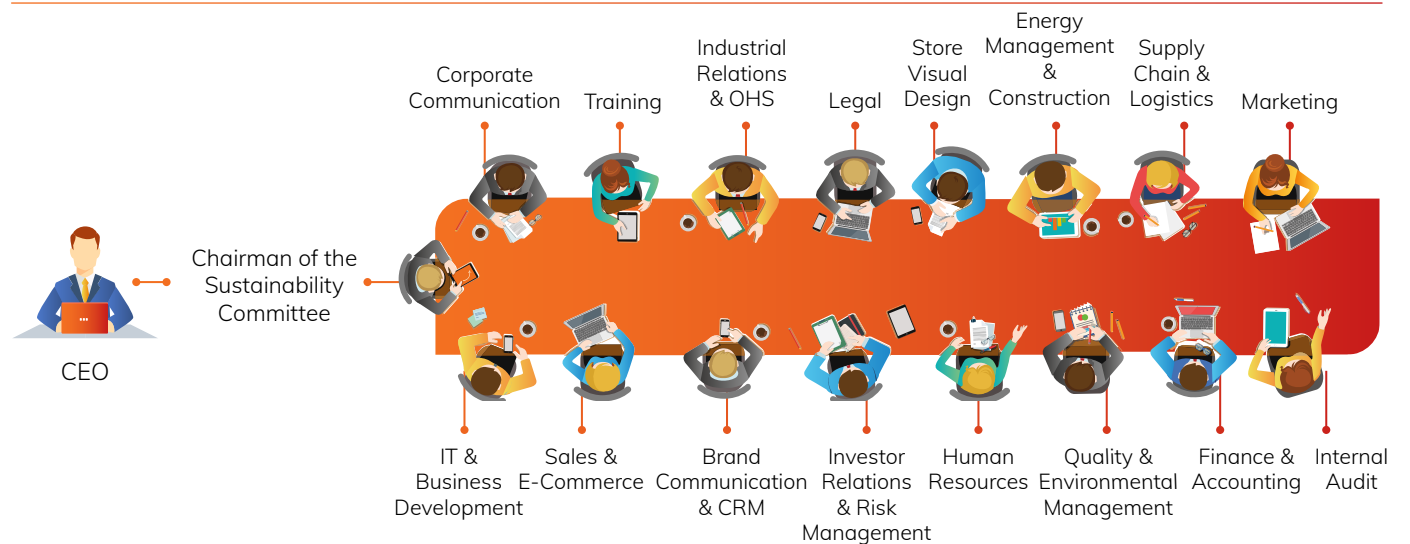 Corporate
Communication
Training
Industrial
Relations
& OHS
Legal
Store
Visual
Design
Energy
Management
&
Construction
Supply
Chain &
Logistics
Marketing
CEO
Chairman of the
Sustainability
Committee
IT &
Business
Development
Sales &
E-Commerce
Brand
Communication
& CRM
Investor
Relations
& Risk
Management
Human
Resources
Quality &
Environmental
Management
Finance &
Accounting
Internal
Audit